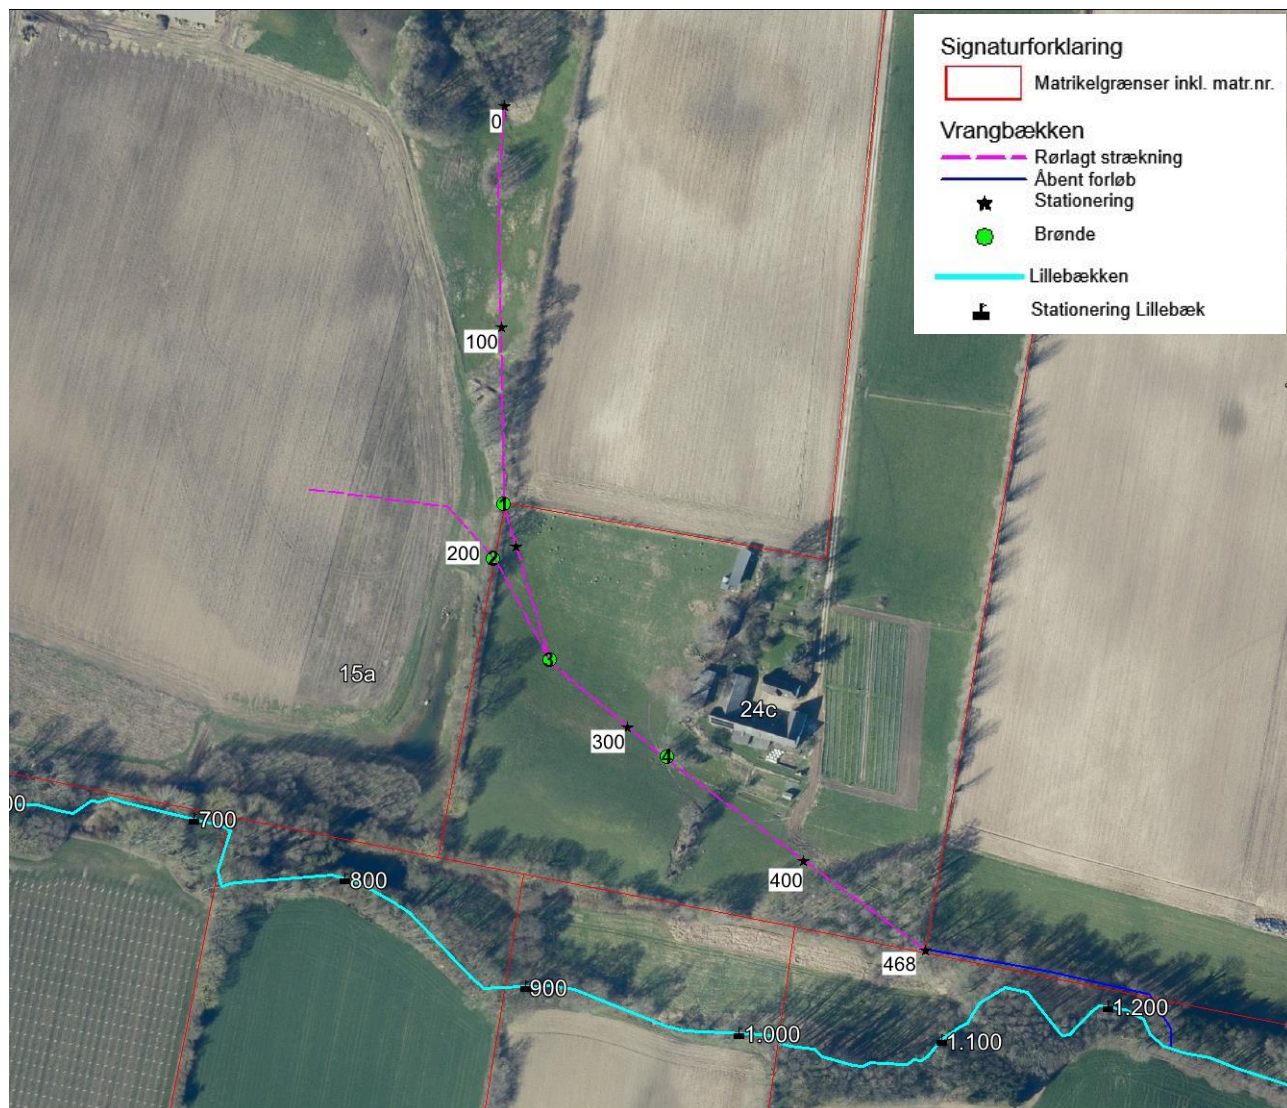 Signaturforklaring
Matrikelgrænser inkl. matr.nr.
Vrangbækken
Rørlagt strækning
Åbent forløb
Stationering
Brønde
Lillebækken
Stationering Lillebæk
0
100
1
200
2
3
15a
24c
300
4
00
700
800
400
468
900
1.000
1.100
1.200